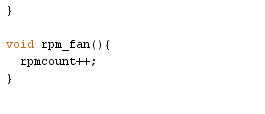 }
void rpm_fan(){
  rpmcount++;
}